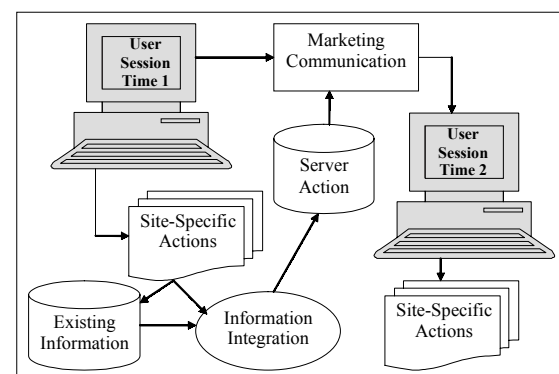 User
Session
Time 1
Marketing
Communication
User
Session
Time 2
Server
Action
Site-Specific
Actions
Existing
Information
Information
Integration
Site-Specific
Actions